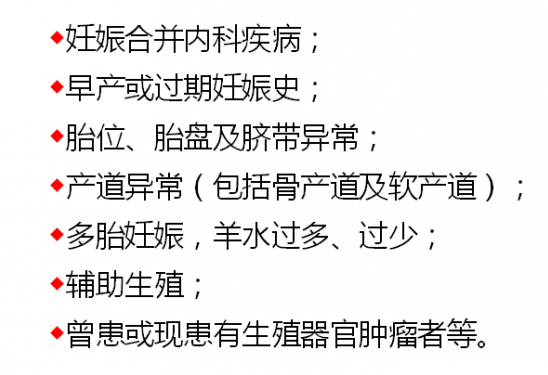 ◆妊娠合并内科疾病；
◆早产或过期妊娠史；
◆胎位、胎盘及脐带异常；
◆产道异常（包括骨产道及软产道）；
◆多胎妊娠，羊水过多、过少；
◆辅助生殖；
◆曾患或现患有生殖器官肿瘤者等。